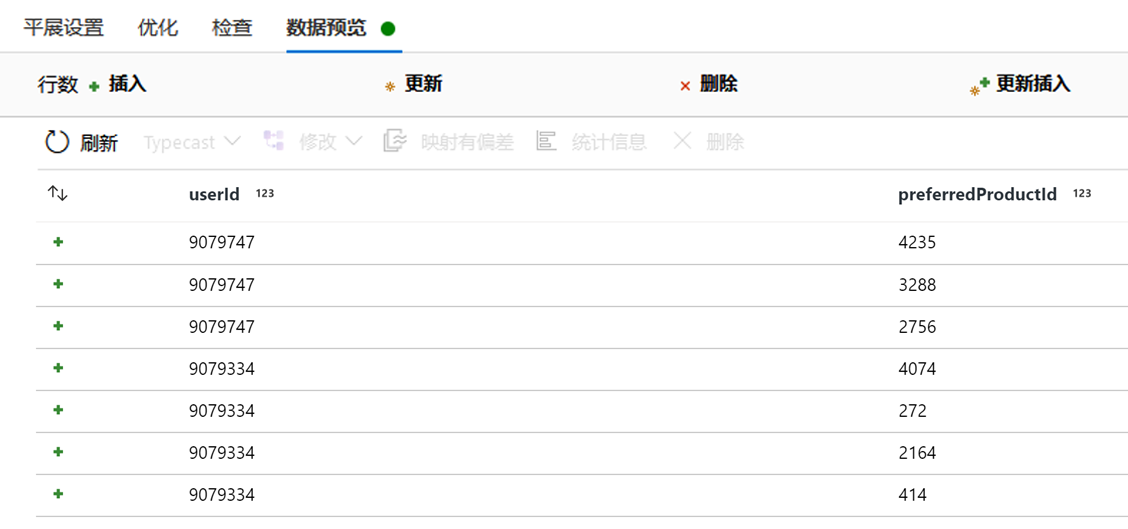 平展设置 优化 检查 数据预览
行数 插入 更新 删除 更新插入
刷新 Typecast 修改 映射有偏差 统计信息 删除
userId 123 preferredProductId 123
9079747 4235
9079747 3288
9079747 2756
9079334 4074
9079334 272
9079334 2164
9079334 414